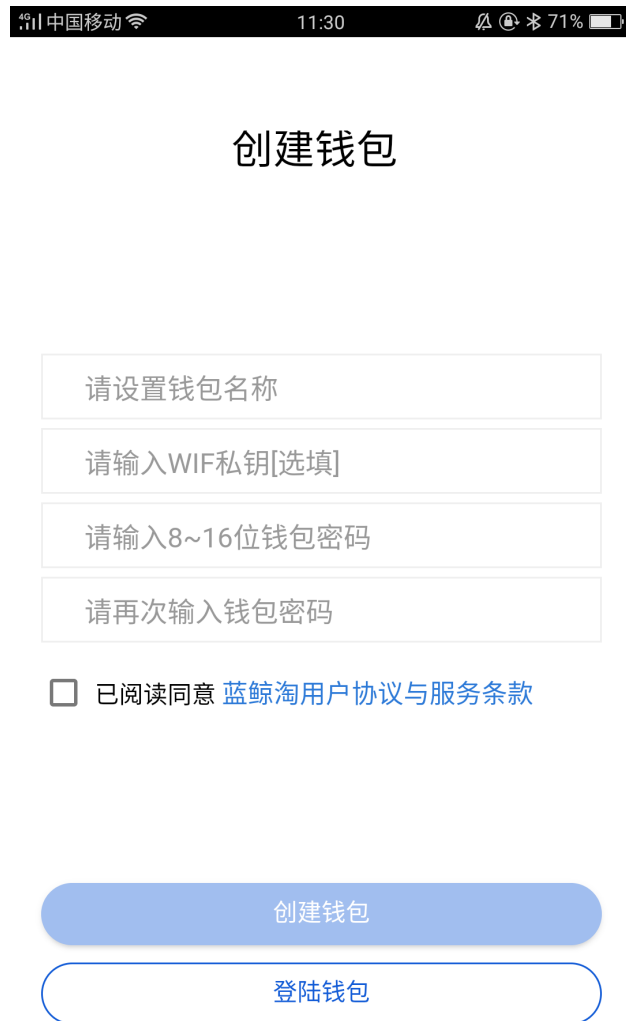 4G 中国移动 11:30 71%
创建钱包
请设置钱包名称
请输入WIF私钥[选填]
请输入8~16位钱包密码
请再次输入钱包密码
已阅读同意 蓝鲸淘用户协议与服务条款
创建钱包
登陆钱包